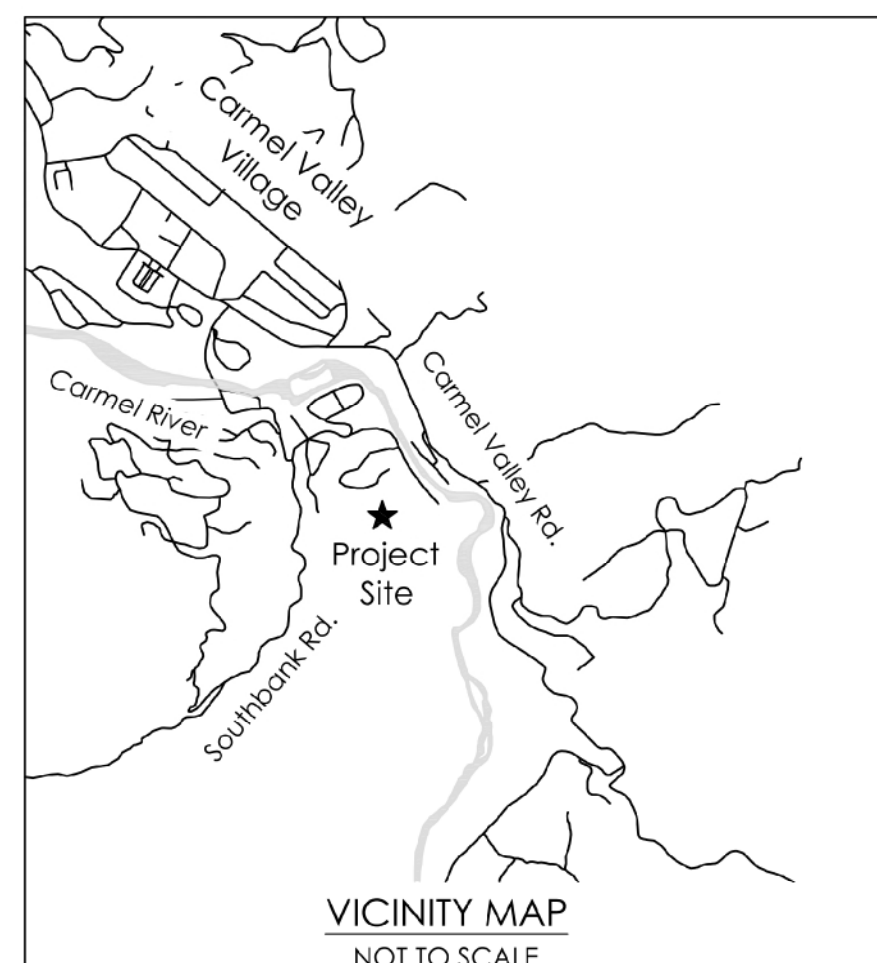 Carmel Valley
Village
Carmel River
Carmel Valley Rd.
Project
Site
Southbank Rd.
VICINITY MAP
NOT TO SCALE